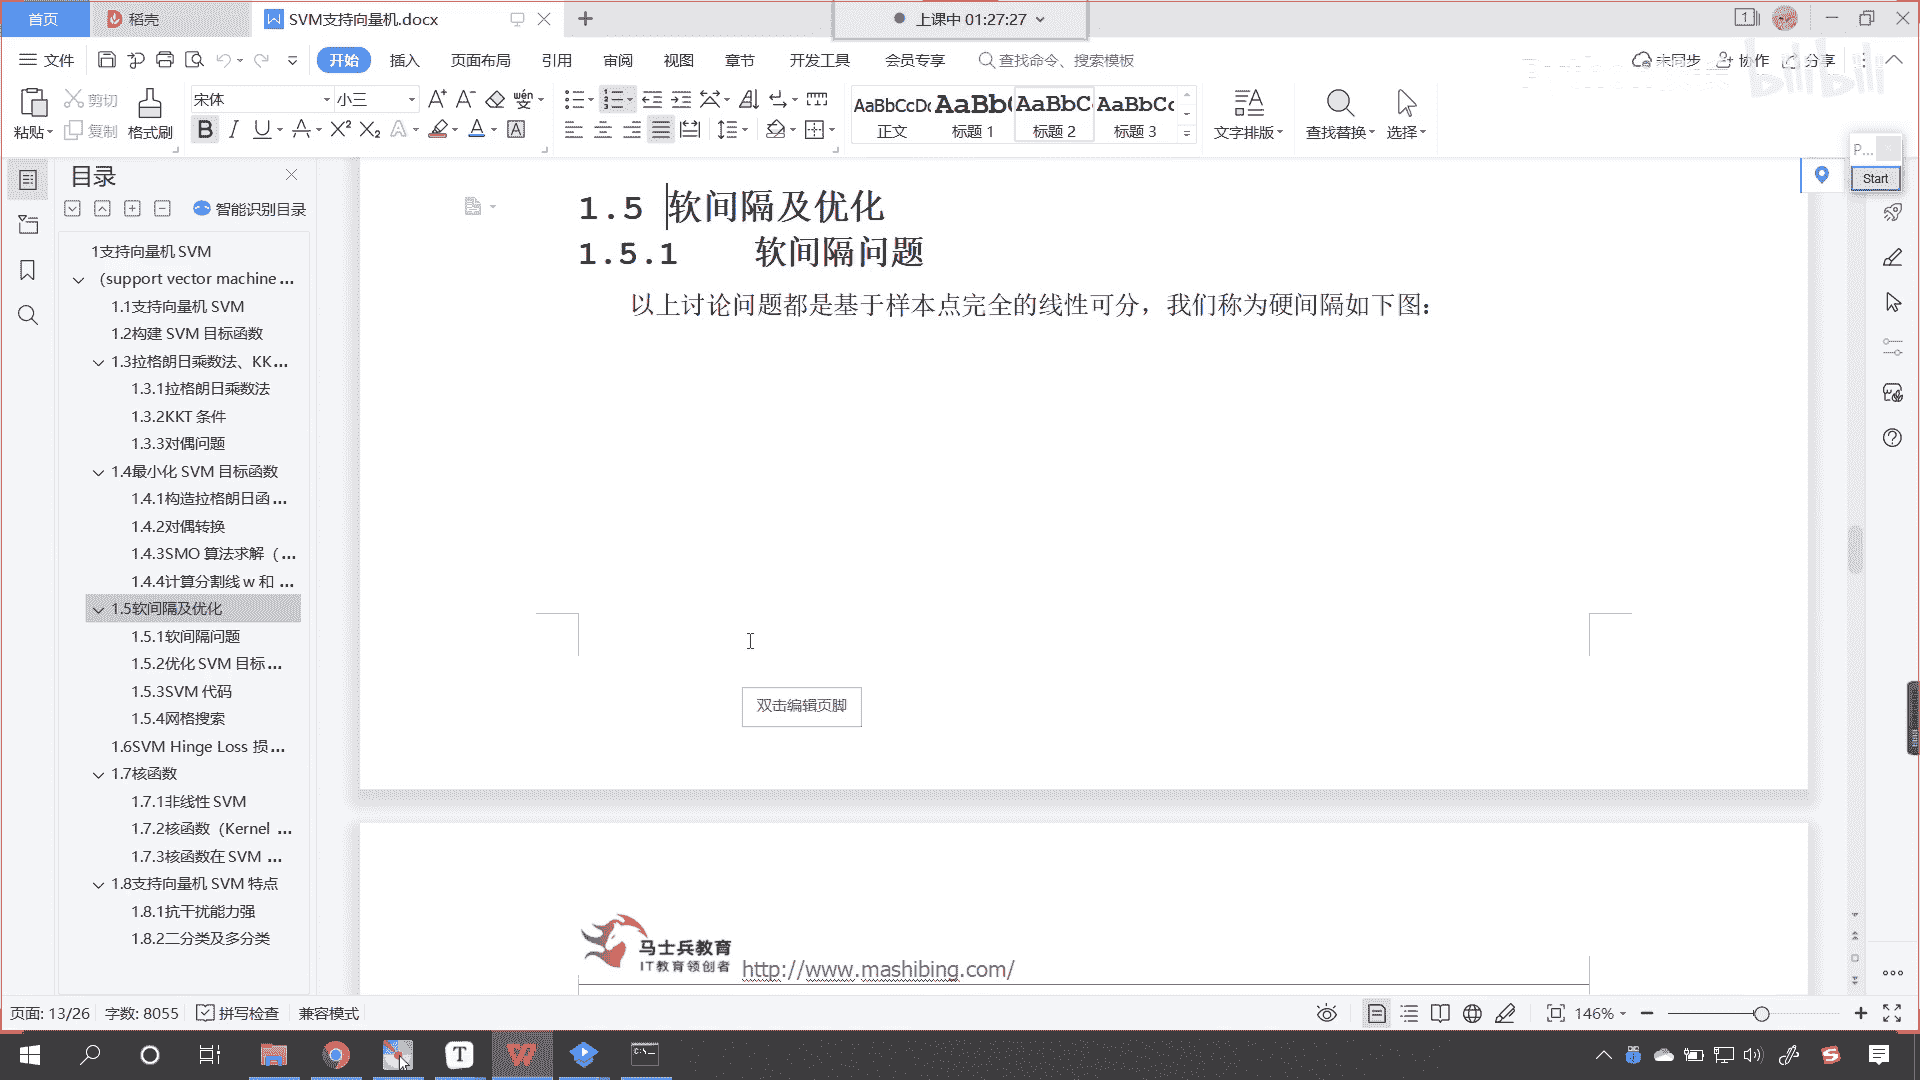 首页
稻壳
SVM支持向量机.docx
上课中 01:27:27
文件
开始
插入
页面布局
引用
审阅
视图
章节
开发工具
会员专享
查找命令、搜索模板
未同步
协作
分享
bilibili
粘贴
剪切
复制
格式刷
宋体
小三
AaBbCcDd
AaBb(
AaBbC
AaBbCc
正文
标题 1
标题 2
标题 3
文字排版
查找替换
选择
P...
Start
目录
智能识别目录
1支持向量机 SVM
（support vector machine ...
1.1支持向量机 SVM
1.2构建 SVM 目标函数
1.3拉格朗日乘数法、KK...
1.3.1拉格朗日乘数法
1.3.2KKT 条件
1.3.3对偶问题
1.4最小化 SVM 目标函数
1.4.1构造拉格朗日函 ...
1.4.2对偶转换
1.4.3SMO 算法求解（ ...
1.4.4计算分割线 w 和 ...
1.5软间隔及优化
1.5.1软间隔问题
1.5.2优化 SVM 目标 ...
1.5.3SVM 代码
1.5.4网格搜索
1.6SVM Hinge Loss 损 ...
1.7核函数
1.7.1非线性 SVM
1.7.2核函数（Kernel ...
1.7.3核函数在 SVM ...
1.8支持向量机 SVM 特点
1.8.1抗干扰能力强
1.8.2二分类及多分类
1.5 软间隔及优化
1.5.1 软间隔问题
以上讨论问题都是基于样本点完全的线性可分，我们称为硬间隔如下图：
双击编辑页脚
马士兵教育
IT教育领创者
http://www.mashibing.com/
页面: 13/26
字数: 8055
拼写检查
兼容模式
146%